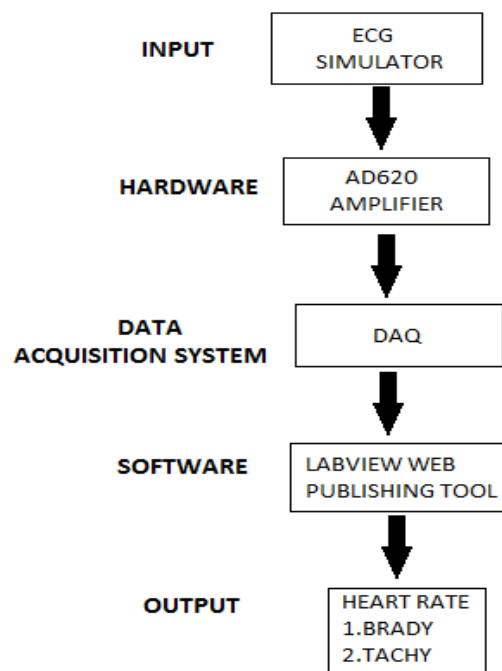 INPUT
ECG
SIMULATOR
HARDWARE
AD620
AMPLIFIER
DATA
ACQUISITION SYSTEM
DAQ
SOFTWARE
LABVIEW WEB
PUBLISHING TOOL
OUTPUT
HEART RATE
1.BRADY
2.TACHY